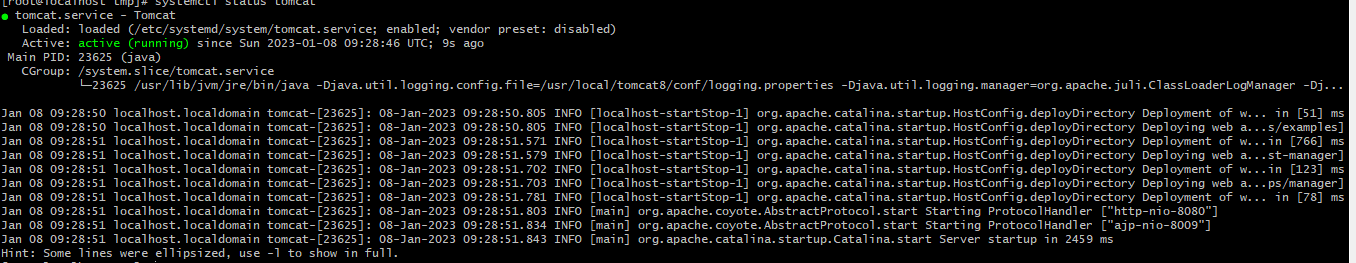 [root@localhost tmp]# systemctl status tomcat
● tomcat.service - Tomcat
Loaded: loaded (/etc/systemd/system/tomcat.service; enabled; vendor preset: disabled)
Active: active (running) since Sun 2023-01-08 09:28:46 UTC; 9s ago
Main PID: 23625 (java)
CGroup: /system.slice/tomcat.service
└─23625 /usr/lib/jvm/jre/bin/java -Djava.util.logging.config.file=/usr/local/tomcat8/conf/logging.properties -Djava.util.logging.manager=org.apache.juli.ClassLoaderLogManager -Dj...
Jan 08 09:28:50 localhost.localdomain tomcat-[23625]: 08-Jan-2023 09:28:50.805 INFO [localhost-startStop-1] org.apache.catalina.startup.HostConfig.deployDirectory Deployment of w... in [51] ms
Jan 08 09:28:50 localhost.localdomain tomcat-[23625]: 08-Jan-2023 09:28:50.805 INFO [localhost-startStop-1] org.apache.catalina.startup.HostConfig.deployDirectory Deploying web a...s/examples]
Jan 08 09:28:51 localhost.localdomain tomcat-[23625]: 08-Jan-2023 09:28:51.571 INFO [localhost-startStop-1] org.apache.catalina.startup.HostConfig.deployDirectory Deployment of w...in [766] ms
Jan 08 09:28:51 localhost.localdomain tomcat-[23625]: 08-Jan-2023 09:28:51.579 INFO [localhost-startStop-1] org.apache.catalina.startup.HostConfig.deployDirectory Deploying web a...st-manager]
Jan 08 09:28:51 localhost.localdomain tomcat-[23625]: 08-Jan-2023 09:28:51.702 INFO [localhost-startStop-1] org.apache.catalina.startup.HostConfig.deployDirectory Deployment of w...in [123] ms
Jan 08 09:28:51 localhost.localdomain tomcat-[23625]: 08-Jan-2023 09:28:51.703 INFO [localhost-startStop-1] org.apache.catalina.startup.HostConfig.deployDirectory Deploying web a...ps/manager]
Jan 08 09:28:51 localhost.localdomain tomcat-[23625]: 08-Jan-2023 09:28:51.781 INFO [localhost-startStop-1] org.apache.catalina.startup.HostConfig.deployDirectory Deployment of w... in [78] ms
Jan 08 09:28:51 localhost.localdomain tomcat-[23625]: 08-Jan-2023 09:28:51.803 INFO [main] org.apache.coyote.AbstractProtocol.start Starting ProtocolHandler ["http-nio-8080"]
Jan 08 09:28:51 localhost.localdomain tomcat-[23625]: 08-Jan-2023 09:28:51.834 INFO [main] org.apache.coyote.AbstractProtocol.start Starting ProtocolHandler ["ajp-nio-8009"]
Jan 08 09:28:51 localhost.localdomain tomcat-[23625]: 08-Jan-2023 09:28:51.843 INFO [main] org.apache.catalina.startup.Catalina.start Server startup in 2459 ms
Hint: Some lines were ellipsized, use -l to show in full.